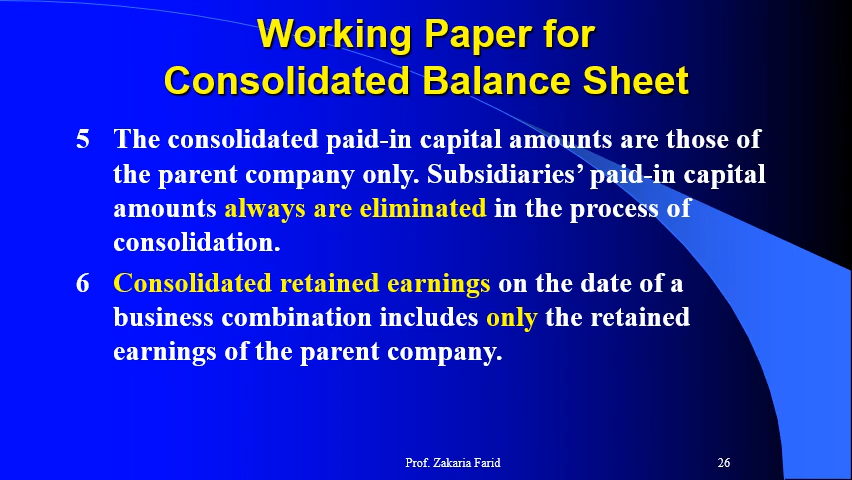 Working Paper for
Consolidated Balance Sheet
5 The consolidated paid-in capital amounts are those of
the parent company only. Subsidiaries’ paid-in capital
amounts always are eliminated in the process of
consolidation.
6 Consolidated retained earnings on the date of a
business combination includes only the retained
earnings of the parent company.
Prof. Zakaria Farid 26